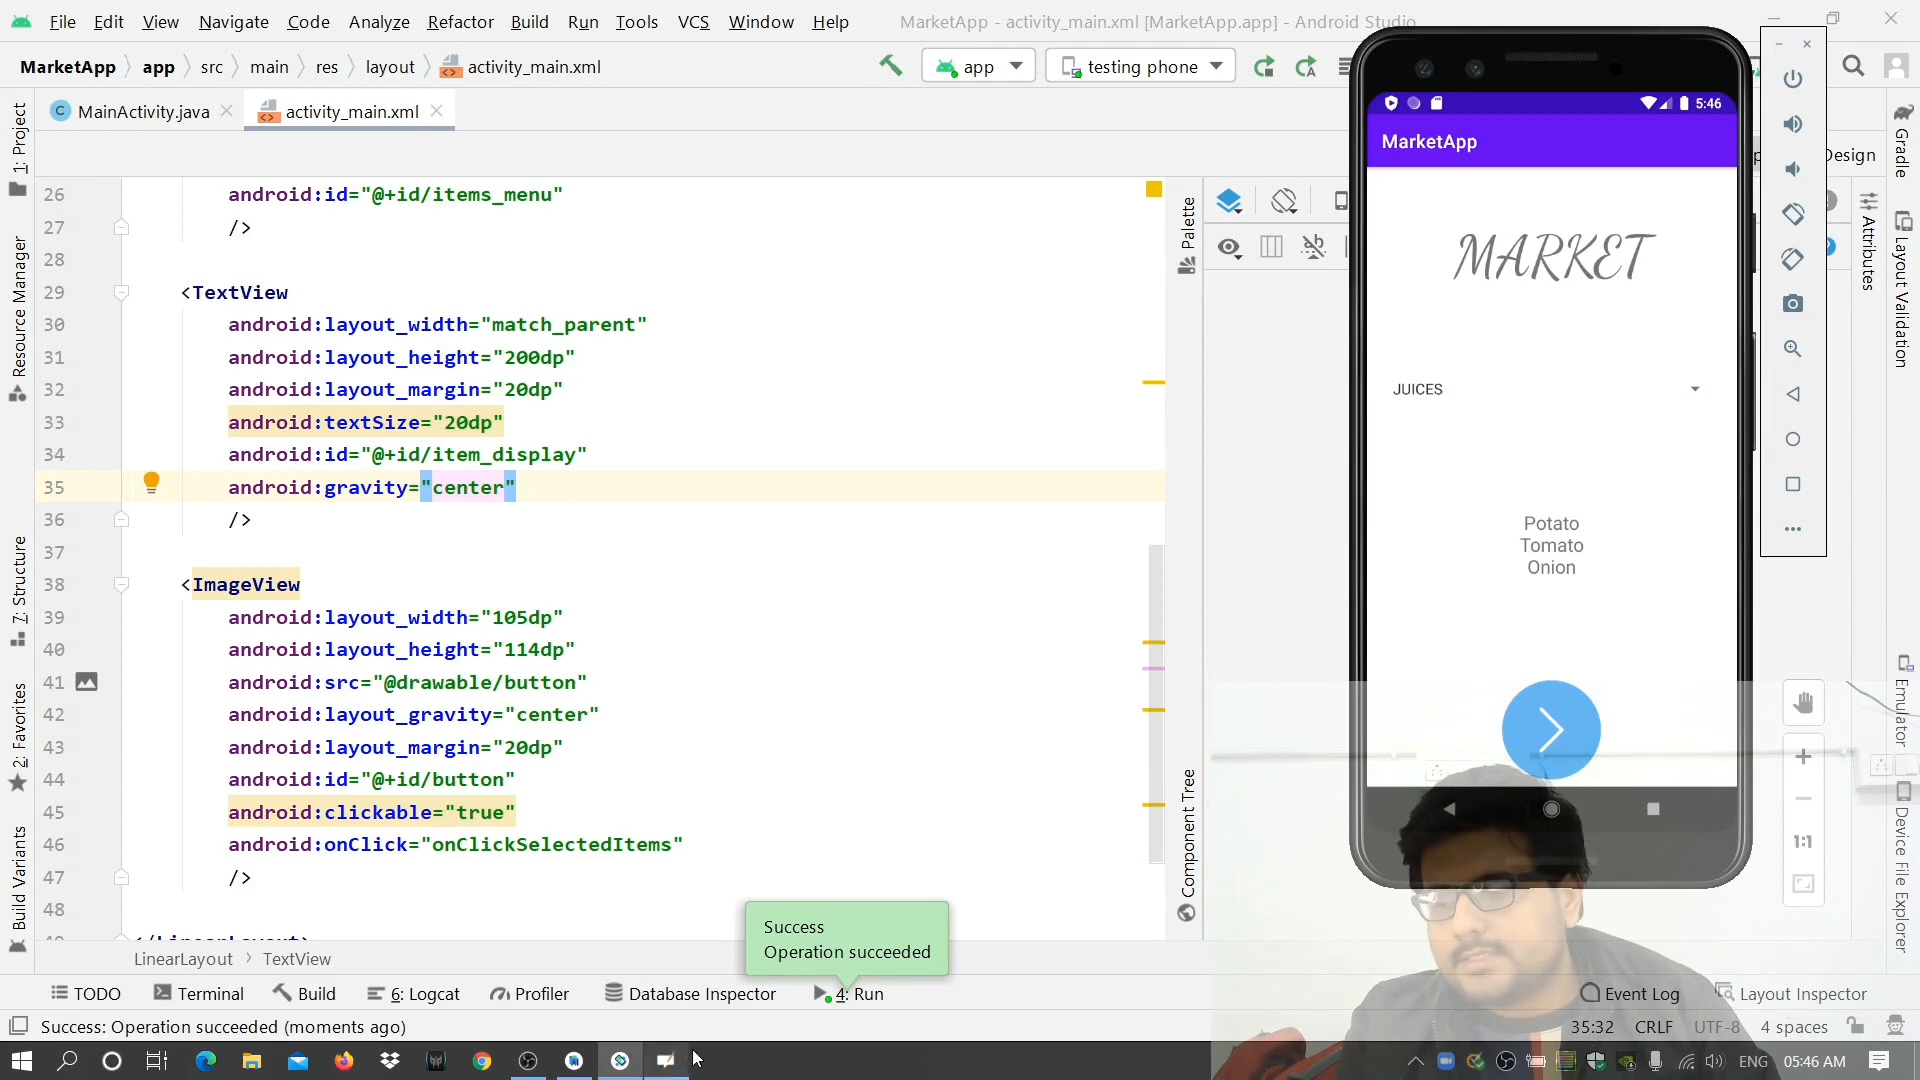 File Edit View Navigate Code Analyze Refactor Build Run Tools VCS Window Help MarketApp - activity_main.xml [MarketApp.app] - Android Studio
MarketApp app src main res layout activity_main.xml app testing phone
MainActivity.java activity_main.xml
Design
1: Project
Resource Manager
7: Structure
2: Favorites
Build Variants
26 android:id="@+id/items_menu"
27 />
28
29 <TextView
30 android:layout_width="match_parent"
31 android:layout_height="200dp"
32 android:layout_margin="20dp"
33 android:textSize="20dp"
34 android:id="@+id/item_display"
35 android:gravity="center"
36 />
37
38 <ImageView
39 android:layout_width="105dp"
40 android:layout_height="114dp"
41 android:src="@drawable/button"
42 android:layout_gravity="center"
43 android:layout_margin="20dp"
44 android:id="@+id/button"
45 android:clickable="true"
46 android:onClick="onClickSelectedItems"
47 />
48
Palette
Component Tree
5:46
MarketApp
MARKET
JUICES
Potato
Tomato
Onion
1:1
Attributes
Gradle
Layout Validation
Emulator
Device File Explorer
Success
Operation succeeded
LinearLayout TextView
TODO Terminal Build 6: Logcat Profiler Database Inspector 4: Run Event Log Layout Inspector
Success: Operation succeeded (moments ago) 35:32 CRLF UTF-8 4 spaces
ENG 05:46 AM